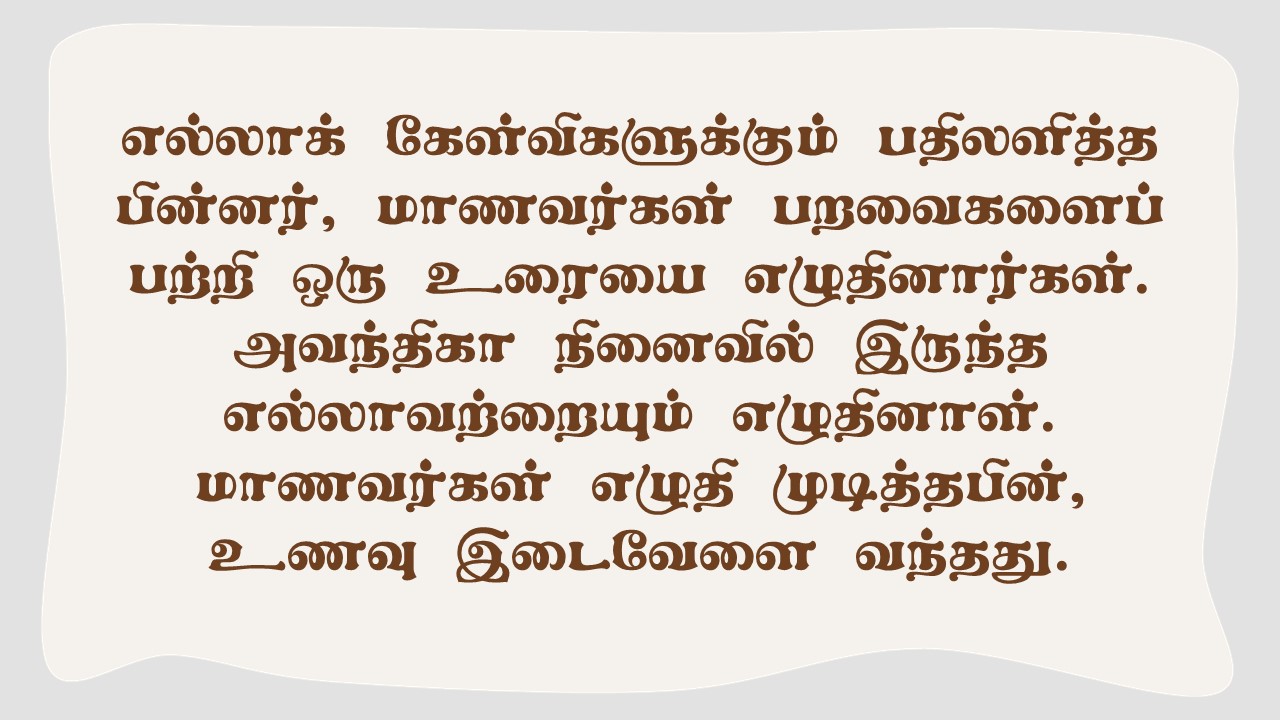 எல்லாக் கேள்விகளுக்கும் பதிலளித்த
பின்னர், மாணவர்கள் பறவைகளைப்
பற்றி ஒரு உரையை எழுதினார்கள்.
அவந்திகா நினைவில் இருந்த
எல்லாவற்றையும் எழுதினாள்.
மாணவர்கள் எழுதி முடித்தபின்,
உணவு இடைவேளை வந்தது.